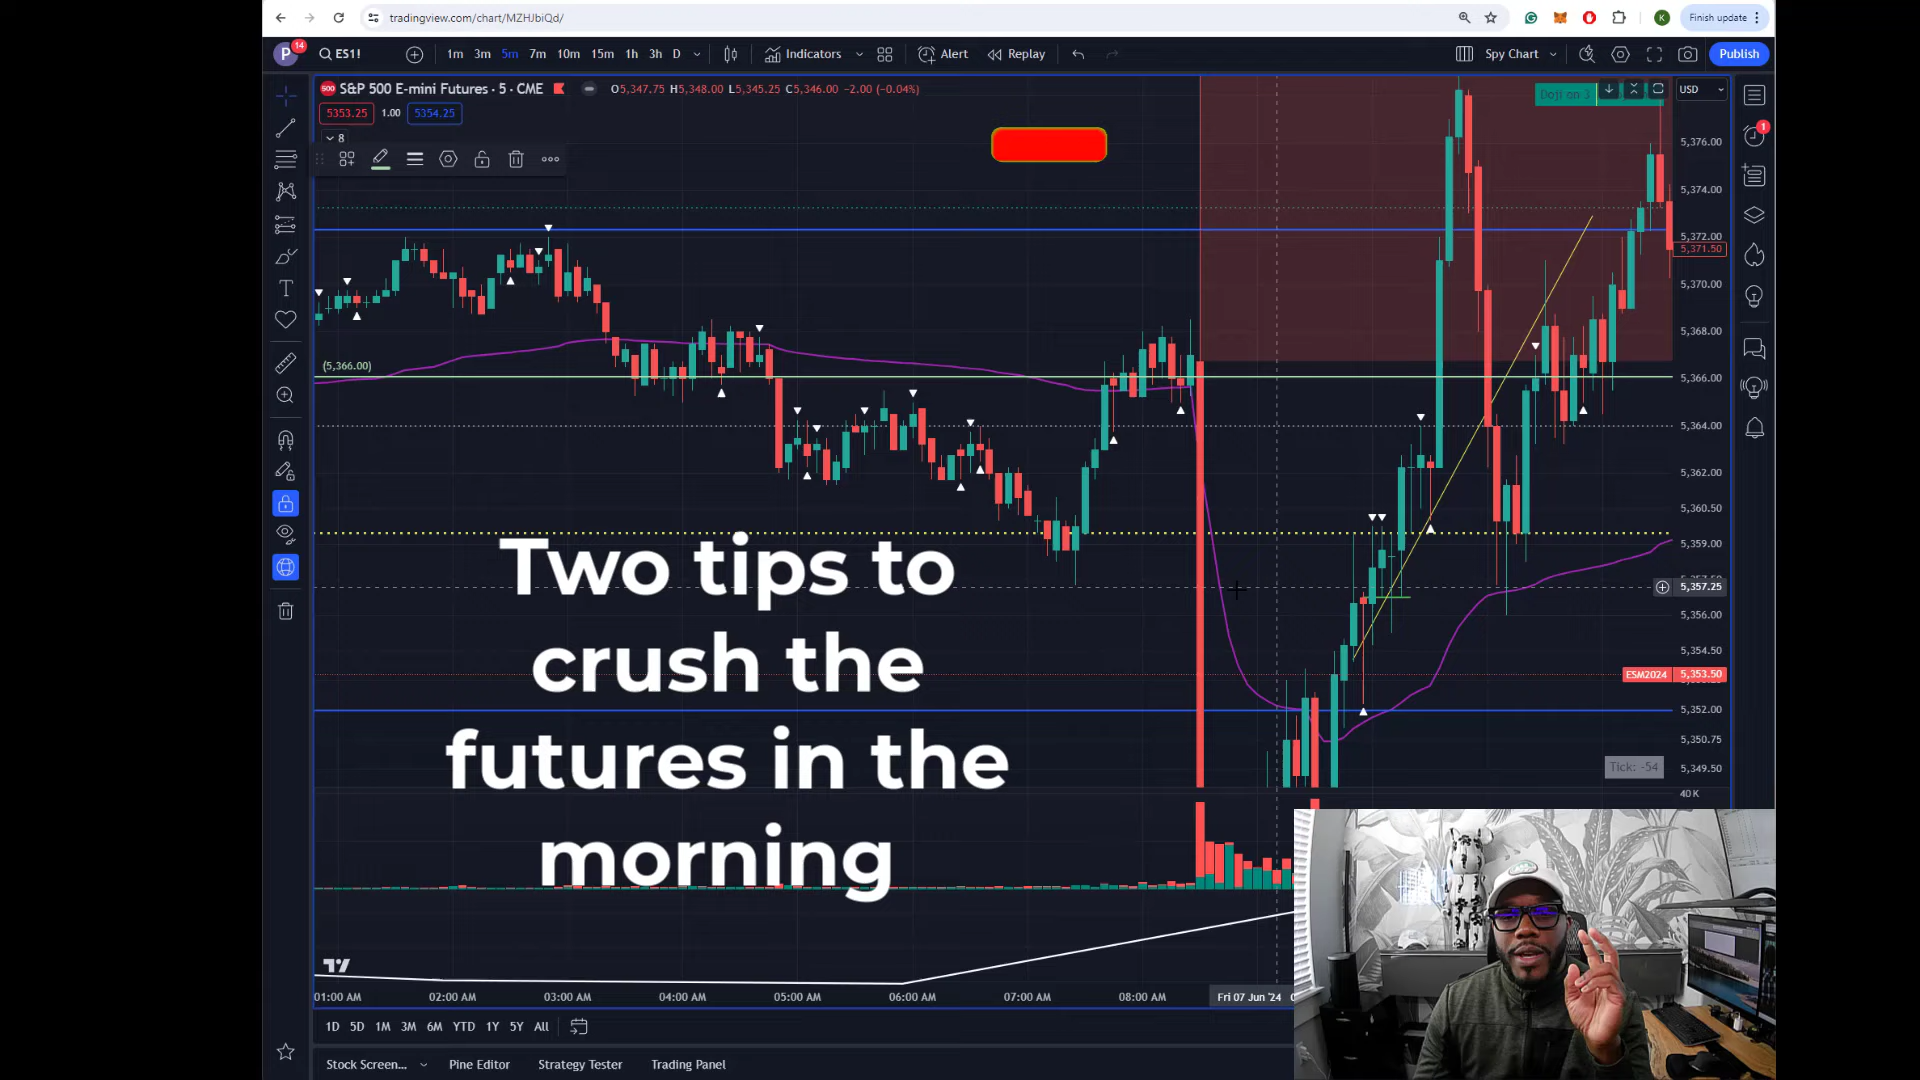 tradingview.com/chart/MZHJbiQd/
K
Finish update
P
14
ES1!
1m 3m 5m 7m 10m 15m 1h 3h D
Indicators
Alert
Replay
Spy Chart
Publish
500 S&P 500 E-mini Futures · 5 · CME
O5,347.75 H5,348.00 L5,345.25 C5,346.00 -2.00 (-0.04%)
Doji on 3
USD
5353.25 1.00 5354.25
8
1
5,376.00
5,374.00
5,372.00
5,371.50
5,370.00
5,368.00
(5,366.00)
5,366.00
5,364.00
5,362.00
5,360.50
5,359.00
5,357.25
5,356.00
5,354.50
ESM2024 5,353.50
5,352.00
5,350.75
5,349.50
Tick: -54
40 K
Two tips to
crush the
futures in the
morning
01:00 AM 02:00 AM 03:00 AM 04:00 AM 05:00 AM 06:00 AM 07:00 AM 08:00 AM Fri 07 Jun '24
1D 5D 1M 3M 6M YTD 1Y 5Y All
Stock Screen... Pine Editor Strategy Tester Trading Panel